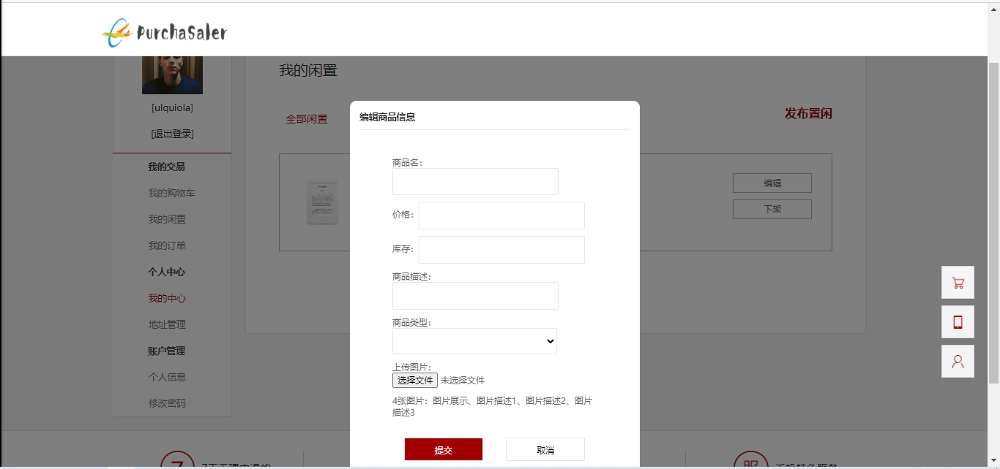 PurchaSaler
我的闲置
[ulquiola]
[退出登录]
全部闲置
发布置闲
我的交易
我的购物车
我的闲置
我的订单
个人中心
我的中心
地址管理
账户管理
个人信息
修改密码
编辑
下架
编辑商品信息
商品名：
价格：
库存：
商品描述：
商品类型：
上传图片：
选择文件 未选择文件
4张图片：图片展示、图片描述1、图片描述2、图片
描述3
提交
取消